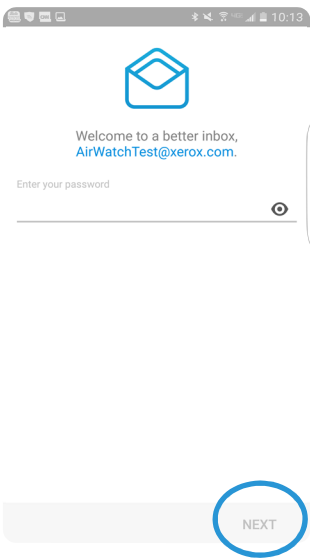 10:13
Welcome to a better inbox,
AirWatchTest@xerox.com.
Enter your password
NEXT